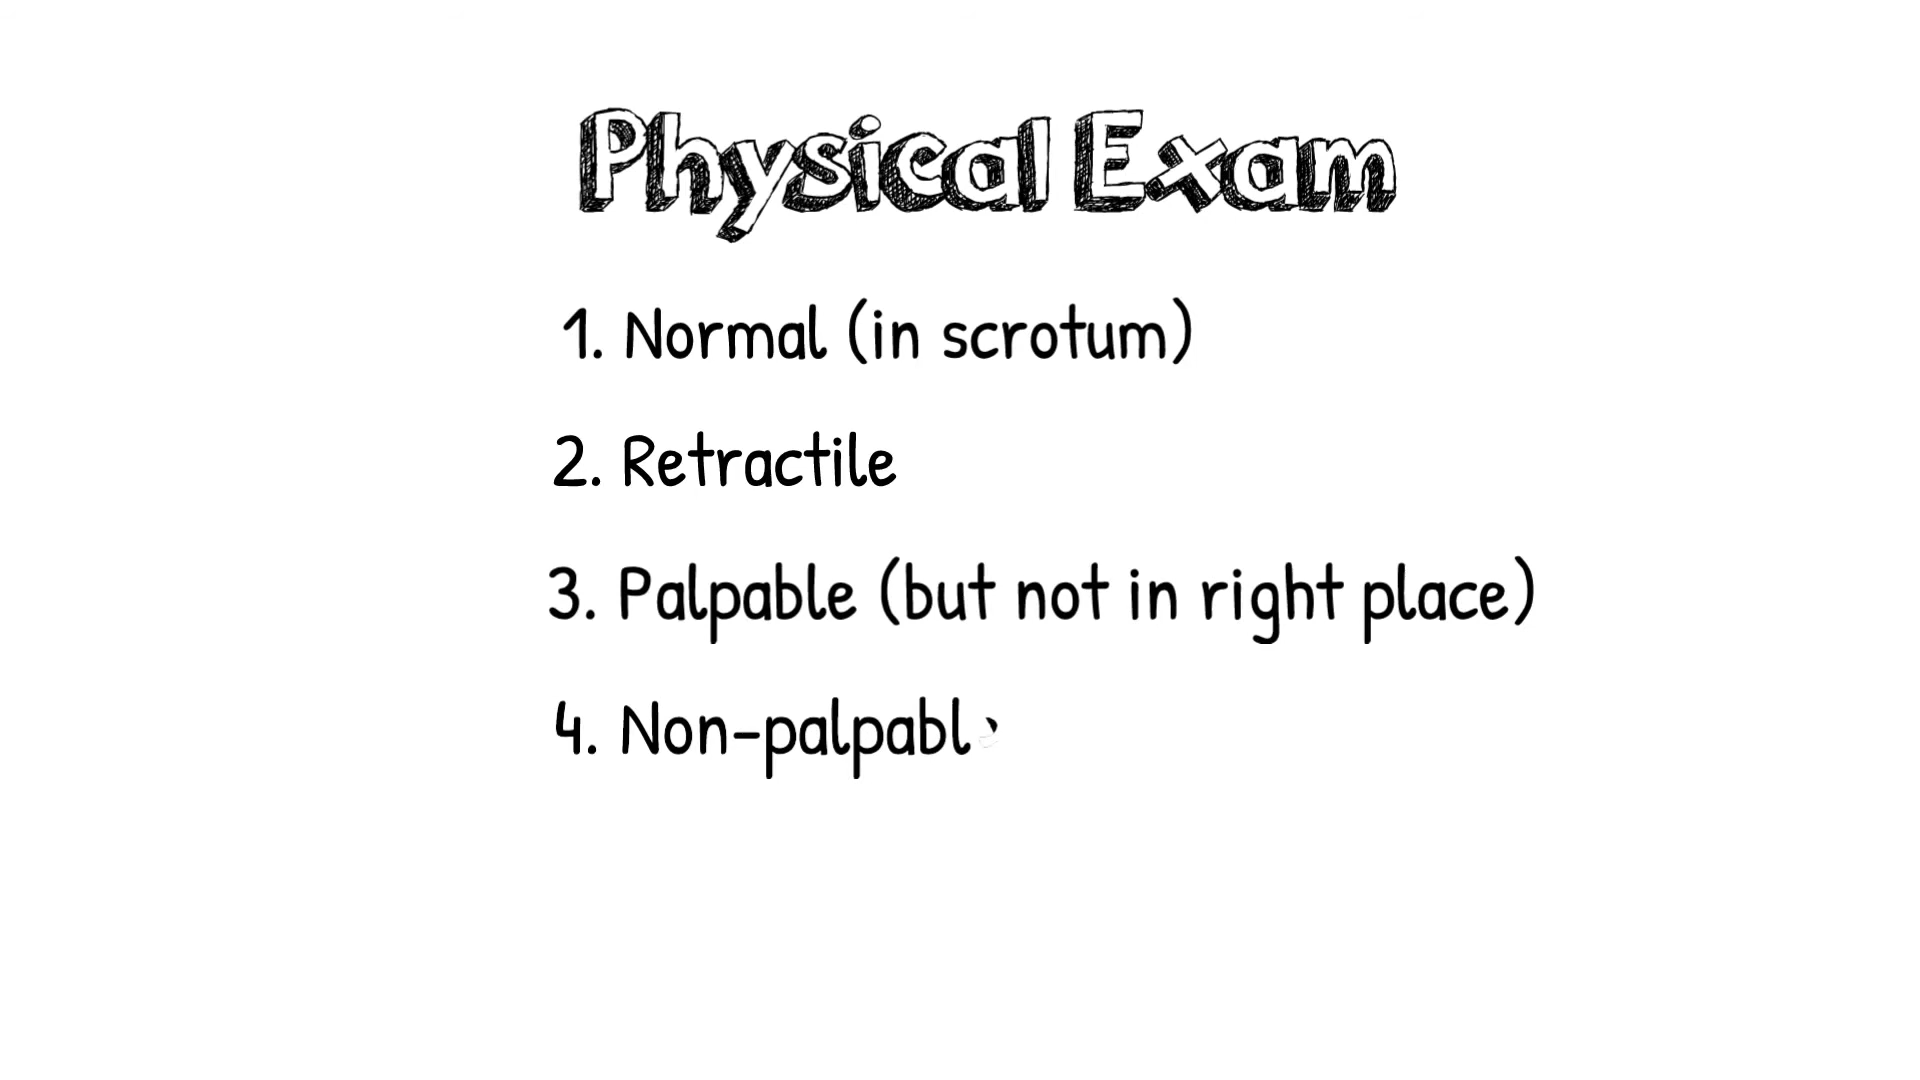 Physical Exam
1. Normal (in scrotum)
2. Retractile
3. Palpable (but not in right place)
4. Non-palpabl